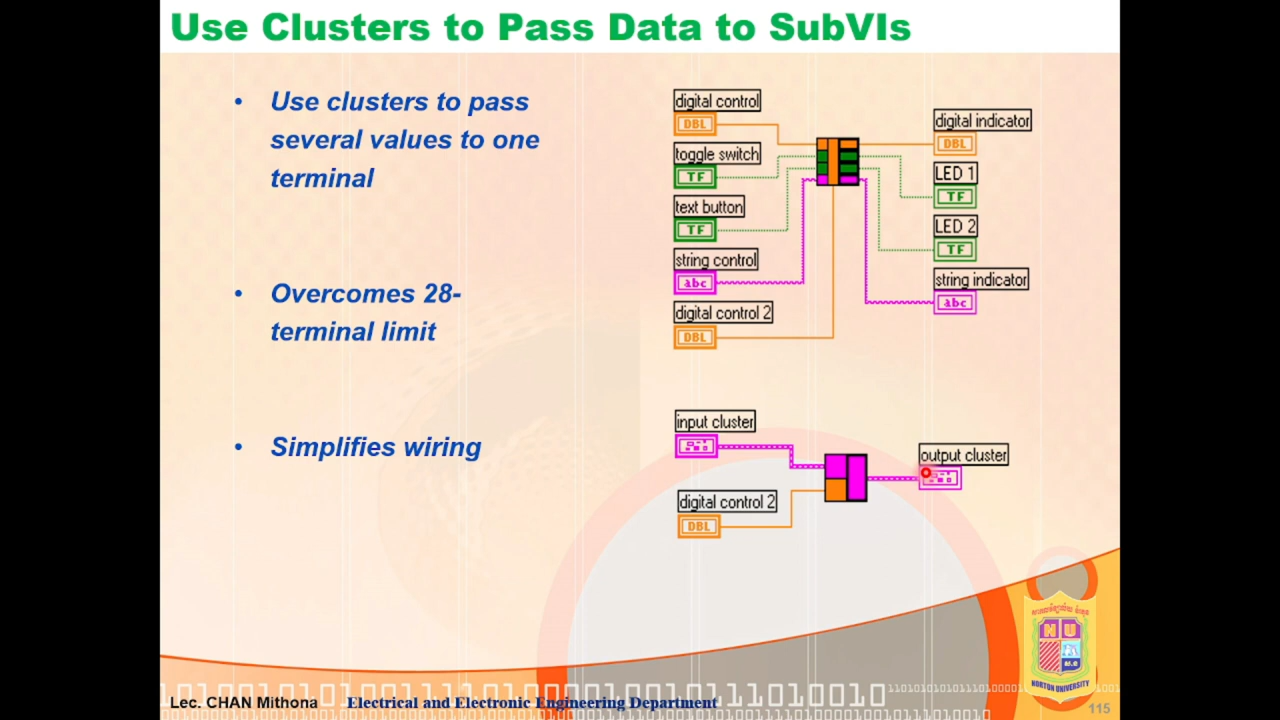 Use Clusters to Pass Data to SubVIs
• Use clusters to pass
several values to one
terminal
• Overcomes 28-
terminal limit
• Simplifies wiring
digital control
DBL
toggle switch
TF
text button
TF
string control
abc
digital control 2
DBL
digital indicator
DBL
LED 1
TF
LED 2
TF
string indicator
abc
input cluster
digital control 2
DBL
output cluster
N U
NORTON UNIVERSITY
Lec. CHAN Mithona
Electrical and Electronic Engineering Department
115